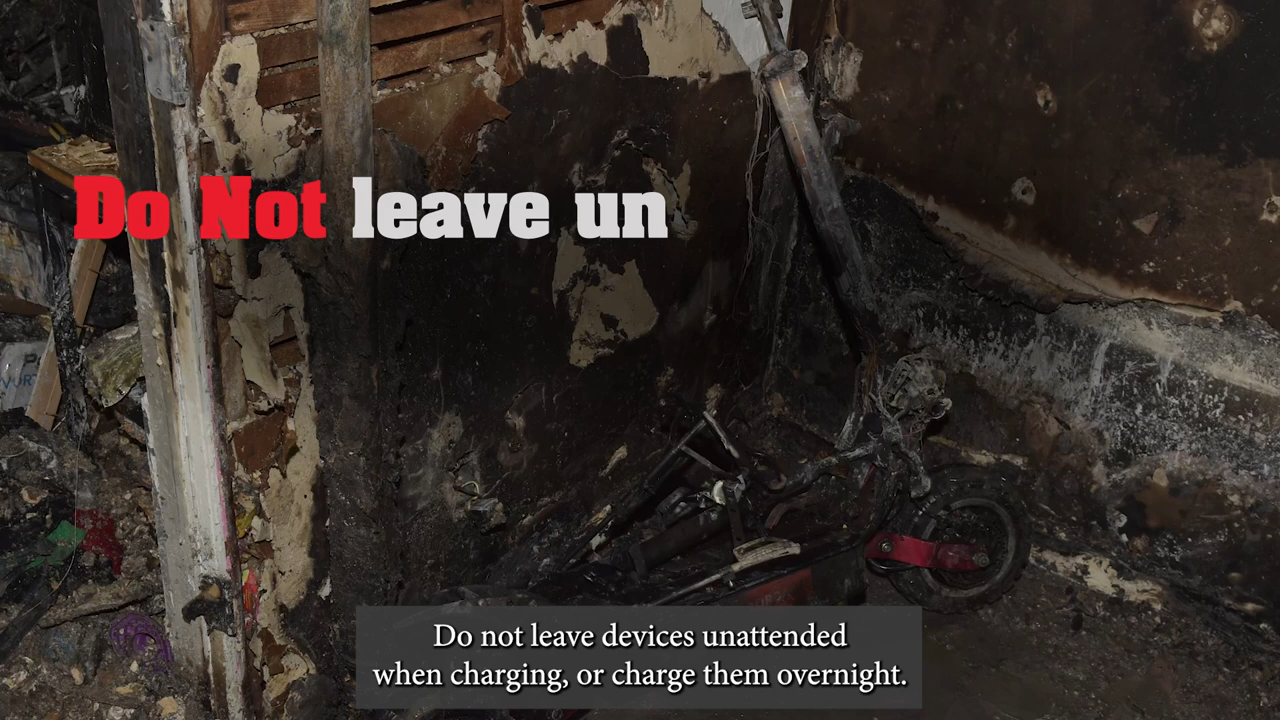 Do Not leave un
Do not leave devices unattended
when charging, or charge them overnight.